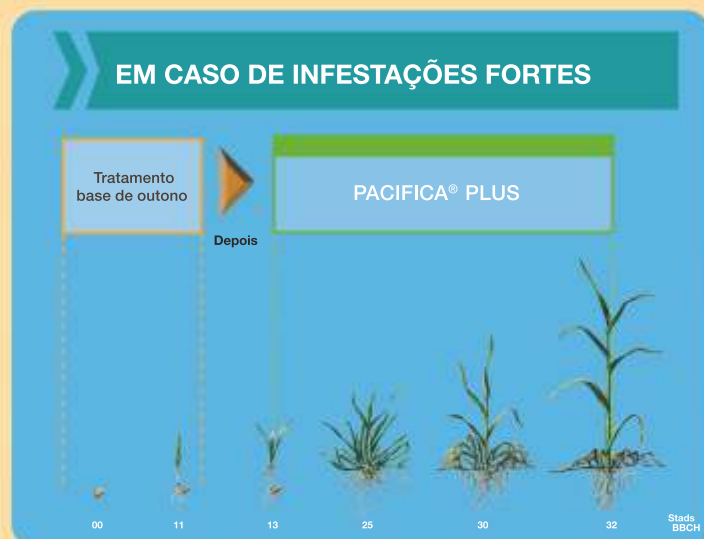 EM CASO DE INFESTAÇÕES FORTES
Tratamento
base de outono
Depois
PACIFICA® PLUS
00 11 13 25 30 32
Stads
BBCH